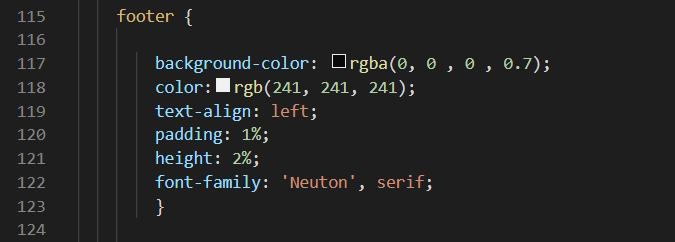 115 footer {
116
117 background-color: rgba(0, 0 , 0 , 0.7);
118 color: rgb(241, 241, 241);
119 text-align: left;
120 padding: 1%;
121 height: 2%;
122 font-family: 'Neuton', serif;
123 }
124